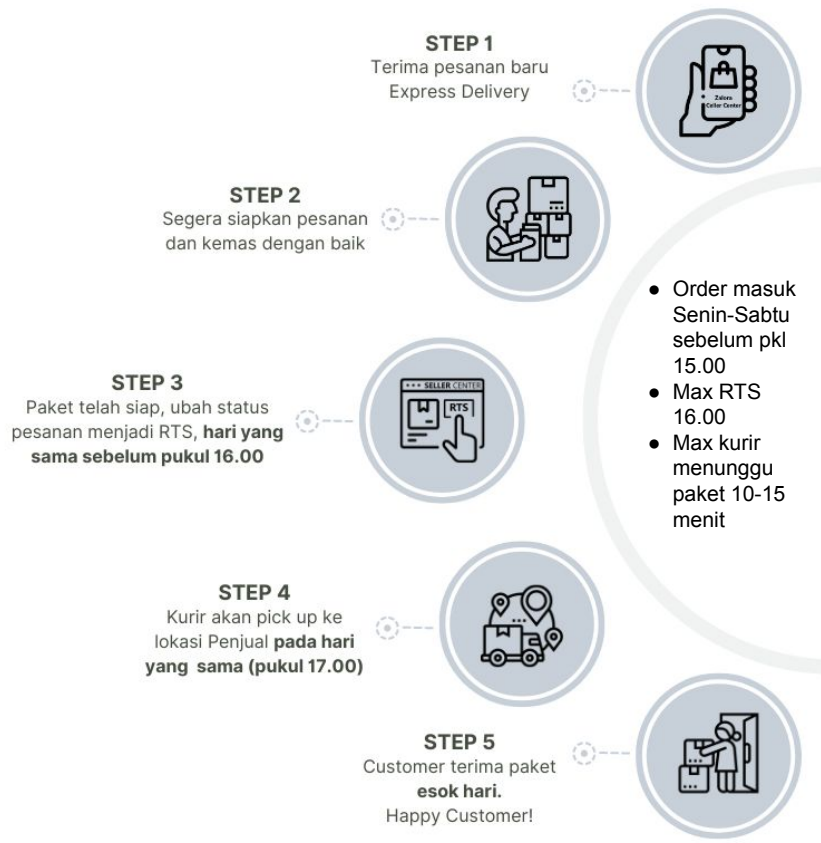 STEP 1
Terima pesanan baru
Express Delivery
Zalora
Celler Center
STEP 2
Segera siapkan pesanan
dan kemas dengan baik
STEP 3
Paket telah siap, ubah status
pesanan menjadi RTS, hari yang
sama sebelum pukul 16.00
SELLER CENTER
RTS
STEP 4
Kurir akan pick up ke
lokasi Penjual pada hari
yang sama (pukul 17.00)
STEP 5
Customer terima paket
esok hari.
Happy Customer!
● Order masuk
Senin-Sabtu
sebelum pkl
15.00
● Max RTS
16.00
● Max kurir
menunggu
paket 10-15
menit